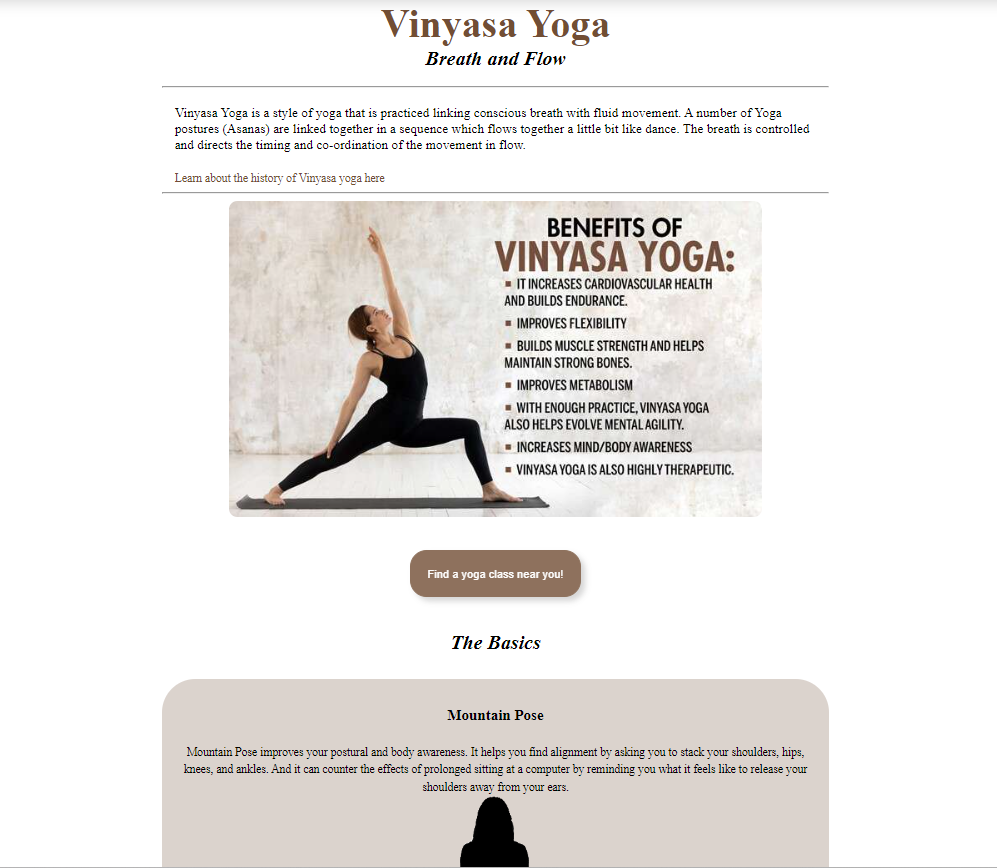 Vinyasa Yoga
Breath and Flow
Vinyasa Yoga is a style of yoga that is practiced linking conscious breath with fluid movement. A number of Yoga
postures (Asanas) are linked together in a sequence which flows together a little bit like dance. The breath is controlled
and directs the timing and co-ordination of the movement in flow.
Learn about the history of Vinyasa yoga here
BENEFITS OF
VINYASA YOGA:
▪ IT INCREASES CARDIOVASCULAR HEALTH
AND BUILDS ENDURANCE.
▪ IMPROVES FLEXIBILITY
▪ BUILDS MUSCLE STRENGTH AND HELPS
MAINTAIN STRONG BONES.
▪ IMPROVES METABOLISM
▪ WITH ENOUGH PRACTICE, VINYASA YOGA
ALSO HELPS EVOLVE MENTAL AGILITY.
▪ INCREASES MIND/BODY AWARENESS
▪ VINYASA YOGA IS ALSO HIGHLY THERAPEUTIC.
Find a yoga class near you!
The Basics
Mountain Pose
Mountain Pose improves your postural and body awareness. It helps you find alignment by asking you to stack your shoulders, hips,
knees, and ankles. And it can counter the effects of prolonged sitting at a computer by reminding you what it feels like to release your
shoulders away from your ears.